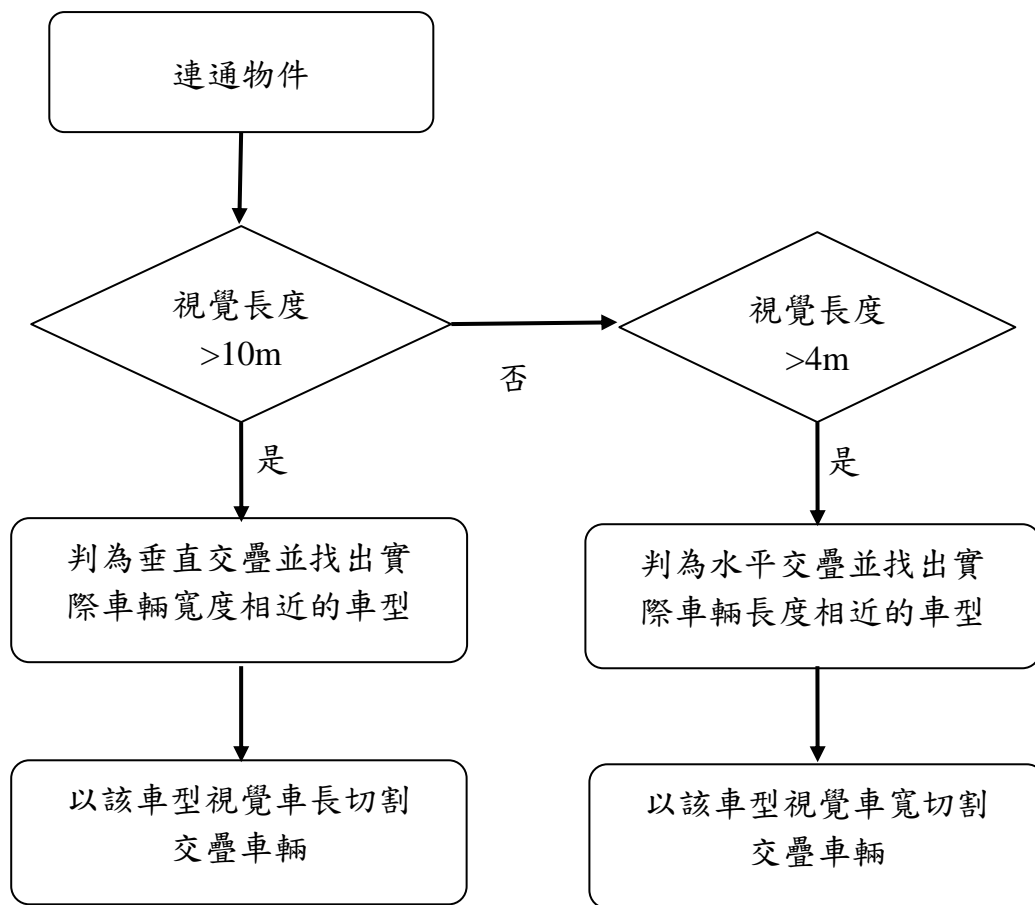 連通物件
視覺長度
>10m
否
視覺長度
>4m
是
是
判為垂直交疊並找出實
際車輛寬度相近的車型
判為水平交疊並找出實
際車輛長度相近的車型
以該車型視覺車長切割
交疊車輛
以該車型視覺車寬切割
交疊車輛